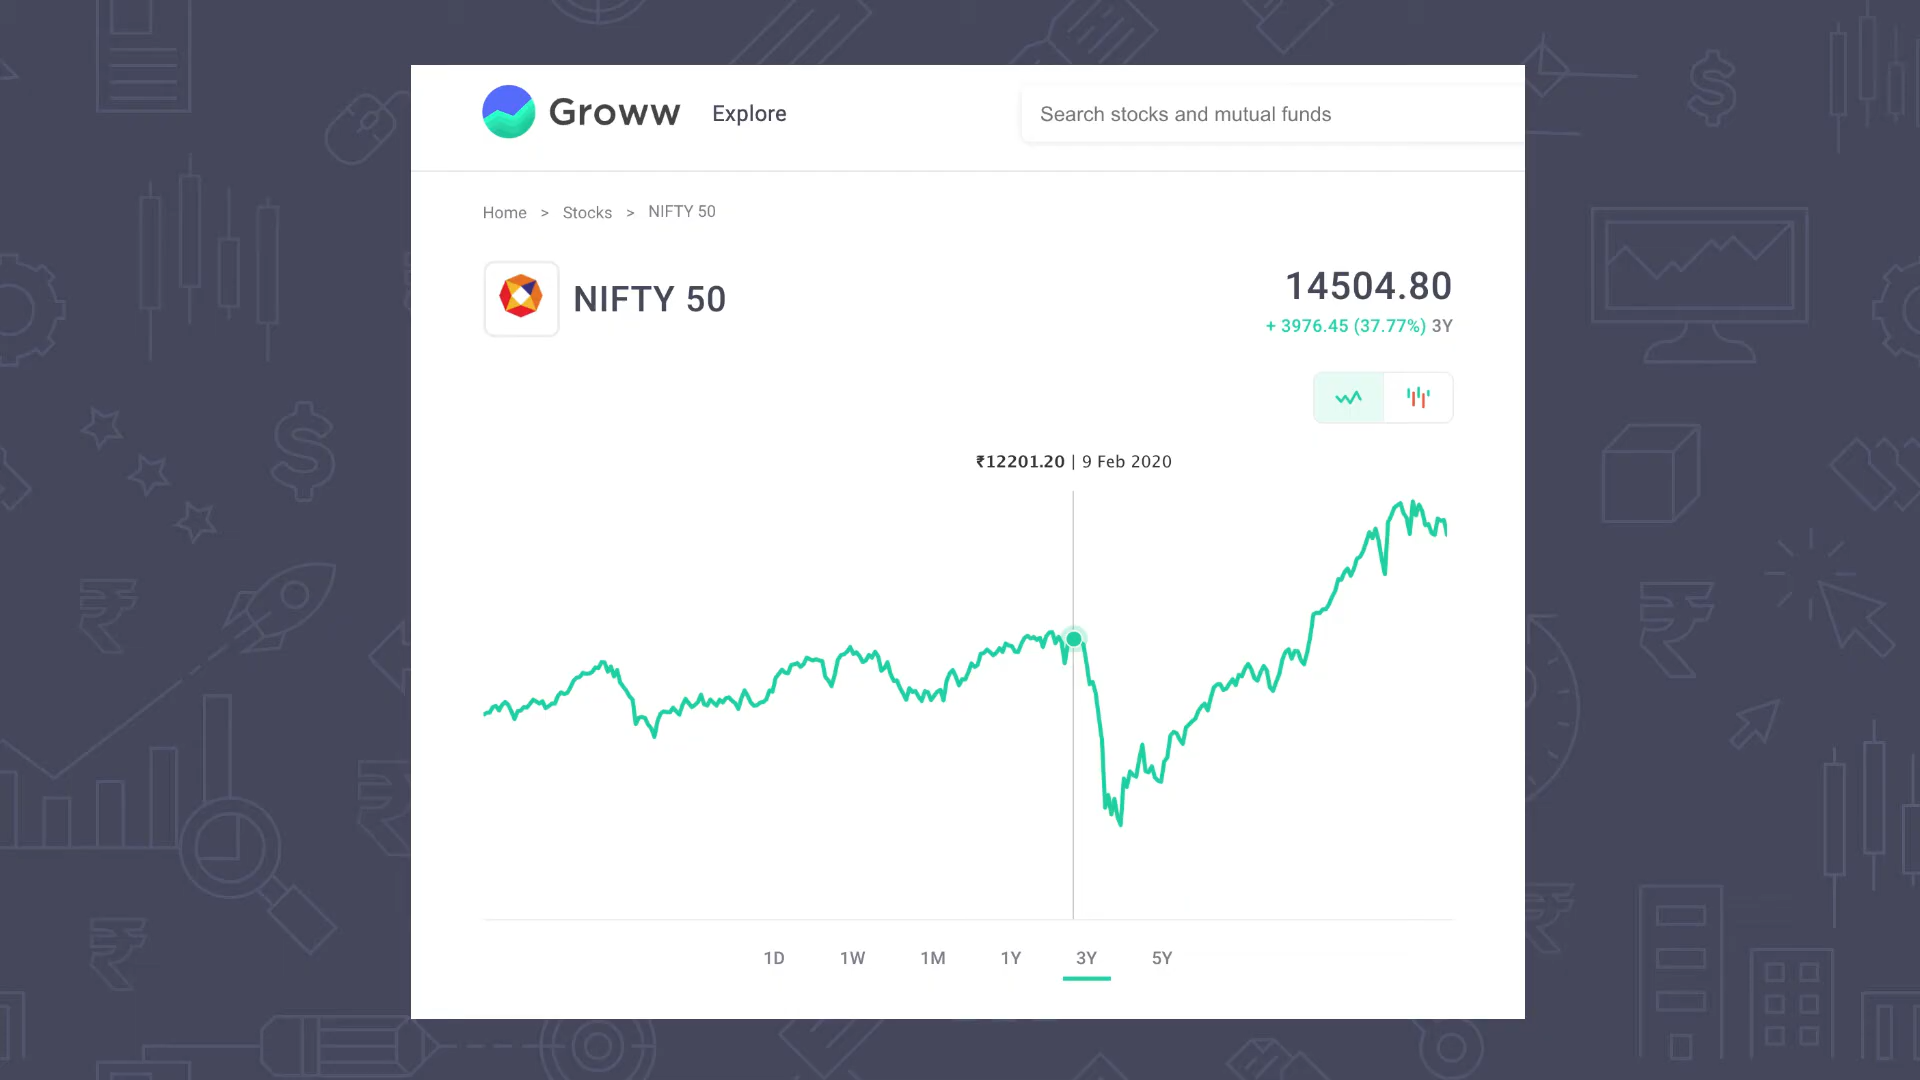 Groww
Explore
Search stocks and mutual funds
Home > Stocks > NIFTY 50
NIFTY 50
14504.80
+ 3976.45 (37.77%) 3Y
₹12201.20 | 9 Feb 2020
1D 1W 1M 1Y 3Y 5Y